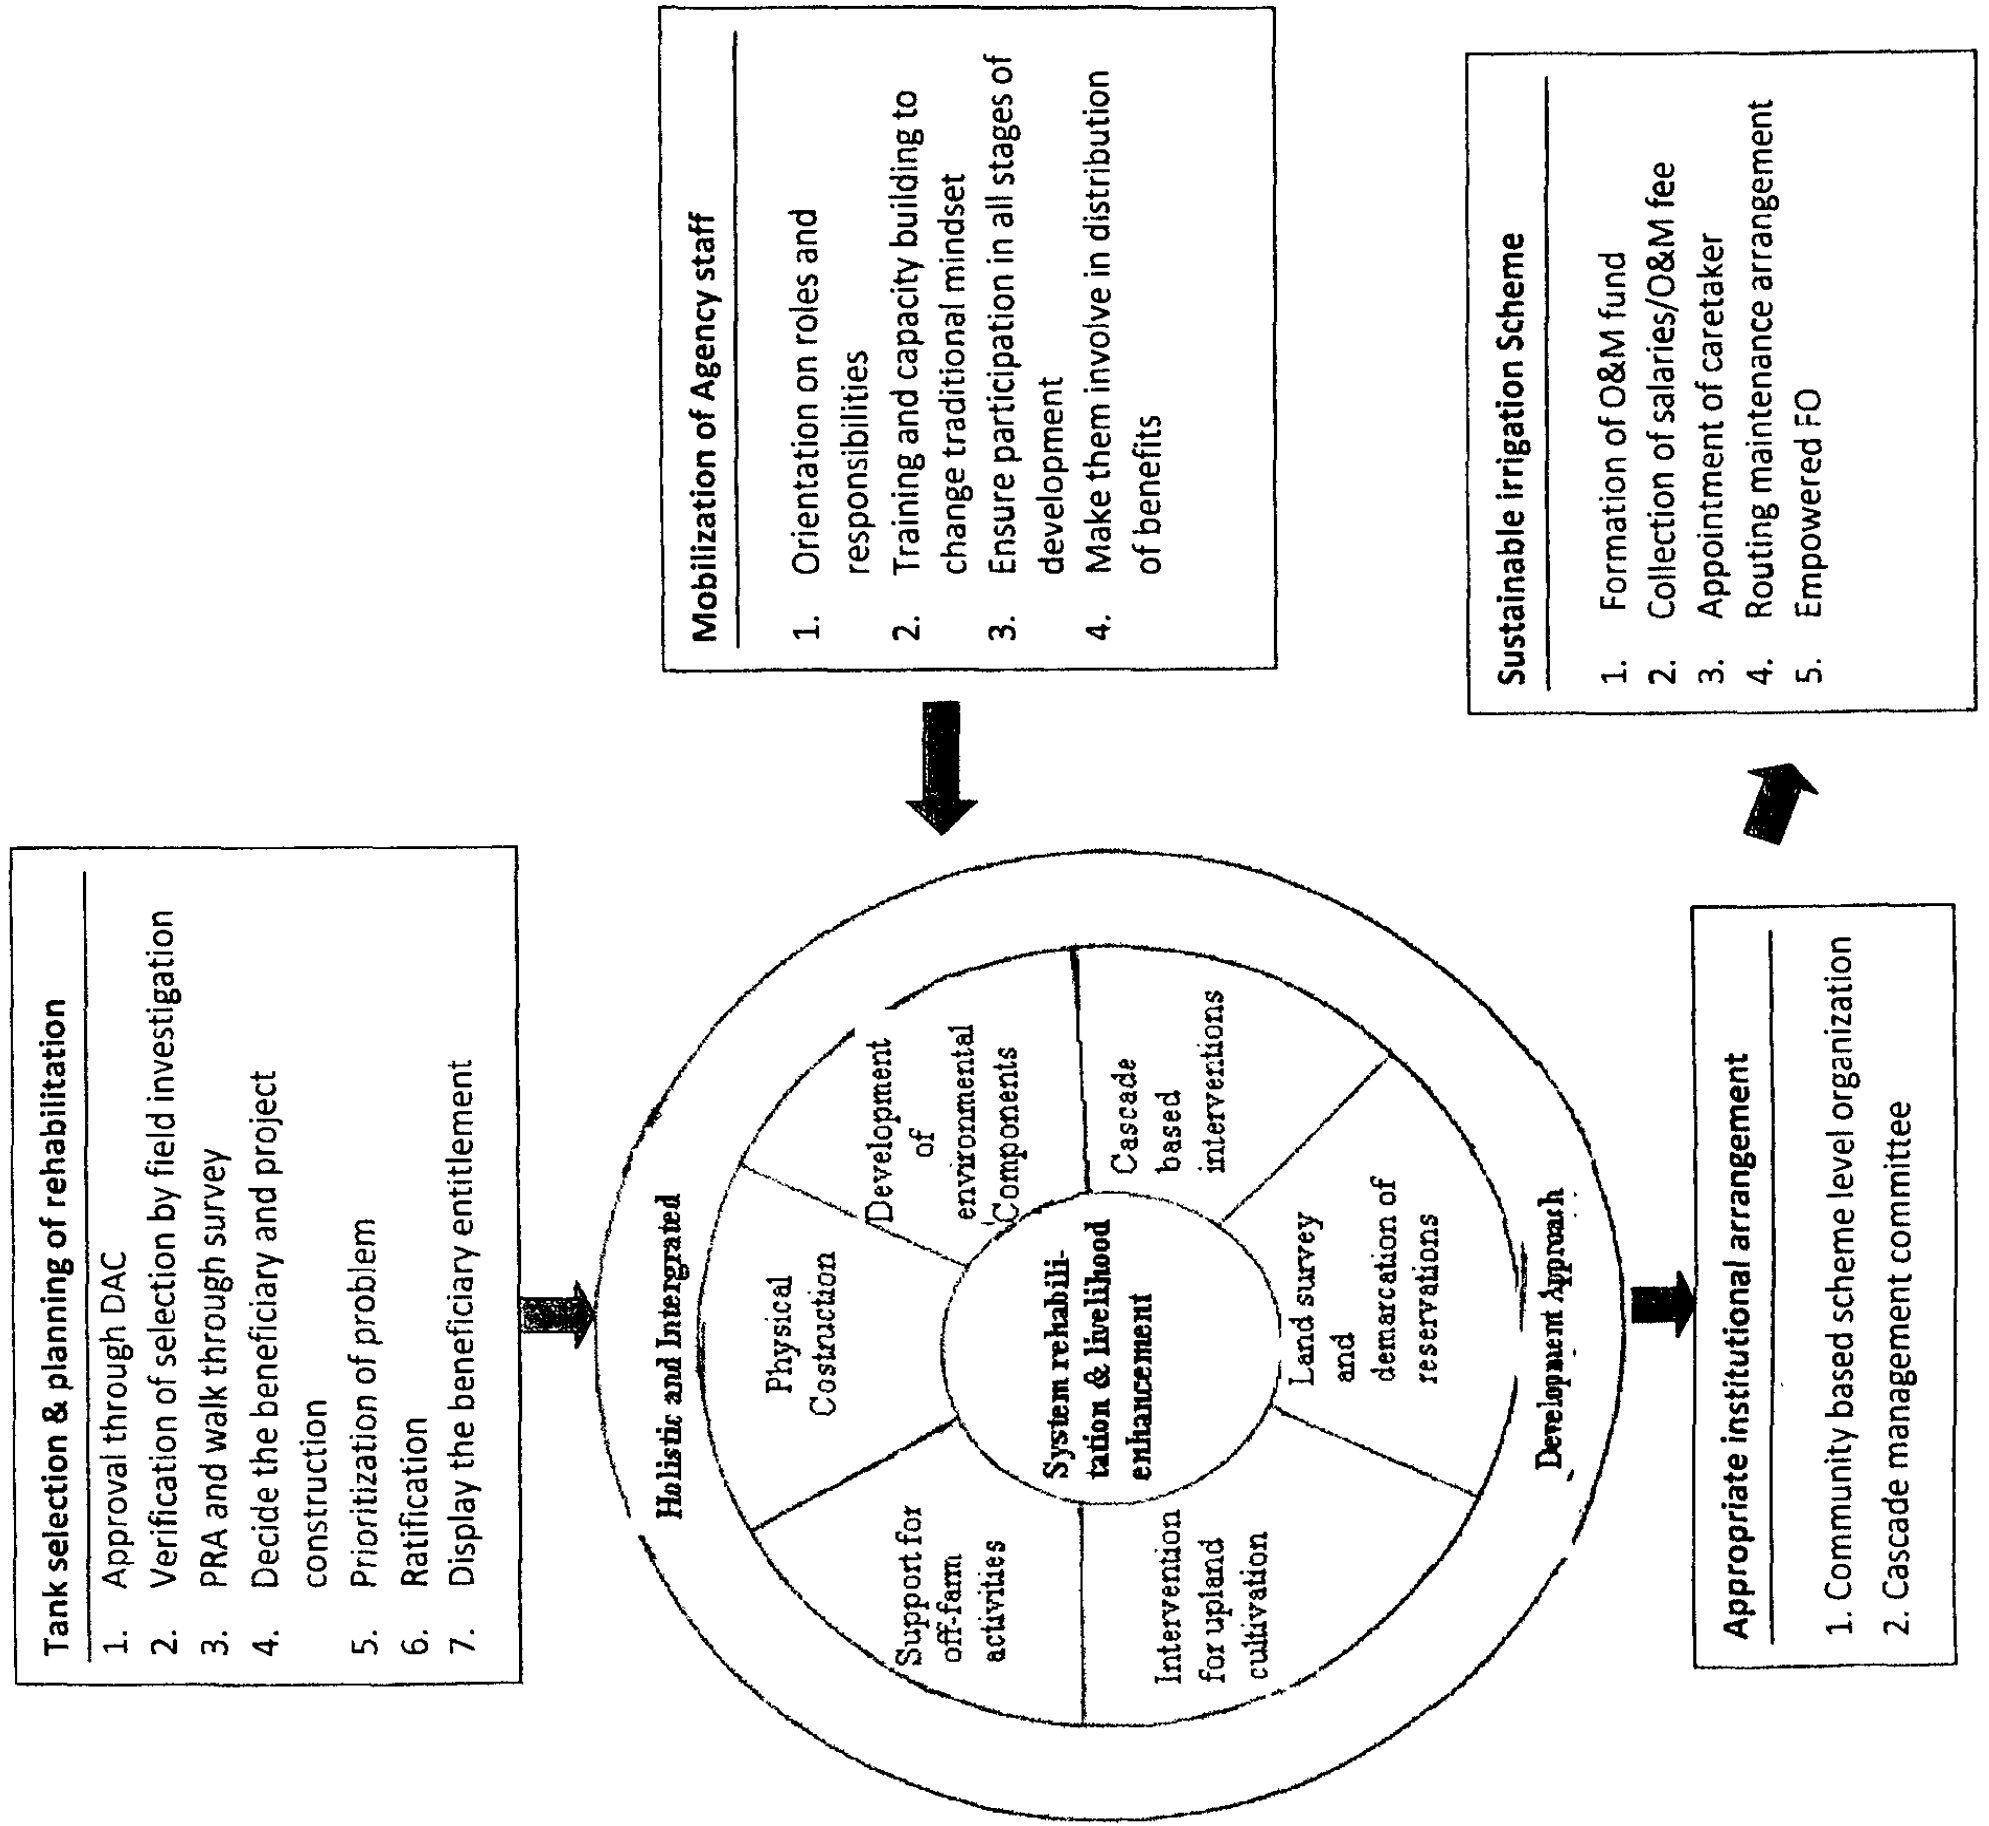 Tank selection & planning of rehabilitation
1. Approval through DAC
2. Verification of selection by field investigation
3. PRA and walk through survey
4. Decide the beneficiary and project
construction
5. Prioritization of problem
6. Ratification
7. Display the beneficiary entitlement
Mobilization of Agency staff
1. Orientation on roles and
responsibilities
2. Training and capacity building to
change traditional mindset
3. Ensure participation in all stages of
development
4. Make them involve in distribution
of benefits
Holistic and Intergrated
Physical
Costruction
Development
of
environmental
Components
Support for
off-farm
activities
System rehabili-
tation & livelihood
enhancement
Cascade
based
interventions
Intervention
for upland
cultivation
Land survey
and
demarcation of
reservations
Development Approach
Appropriate institutional arrangement
1. Community based scheme level organization
2. Cascade management committee
Sustainable irrigation Scheme
1. Formation of O&M fund
2. Collection of salaries/O&M fee
3. Appointment of caretaker
4. Routing maintenance arrangement
5. Empowered FO